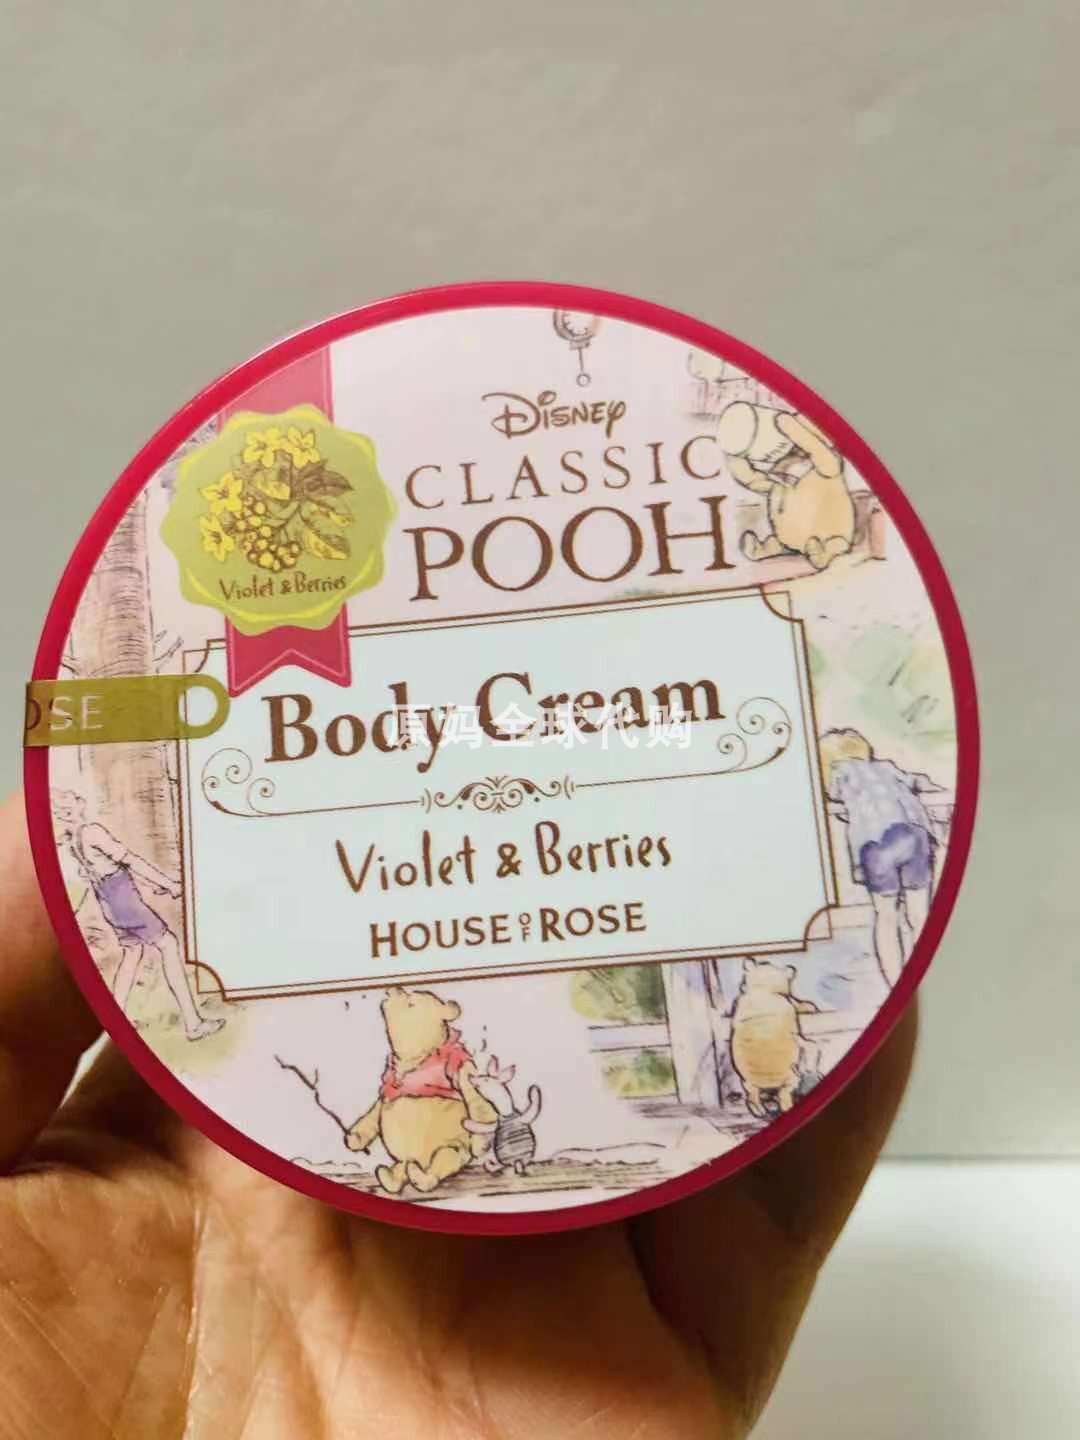 Disney
CLASSIC
POOH
Violet & Berries
OSE
Body Cream
原妈全球代购
Violet & Berries
HOUSE OF ROSE